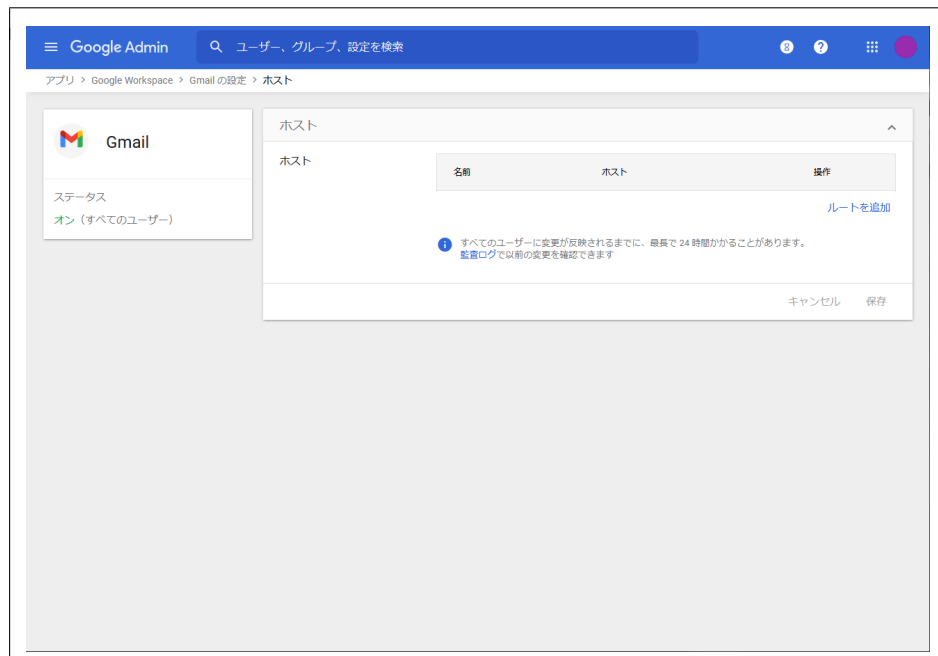 Google Admin
ユーザー、グループ、設定を検索
8
?
アプリ > Google Workspace > Gmail の設定 > ホスト
Gmail
ステータス
オン（すべてのユーザー）
ホスト
ホスト
名前 ホスト 操作
ルートを追加
すべてのユーザーに変更が反映されるまでに、最長で 24 時間かかることがあります。
監査ログで以前の変更を確認できます
キャンセル 保存